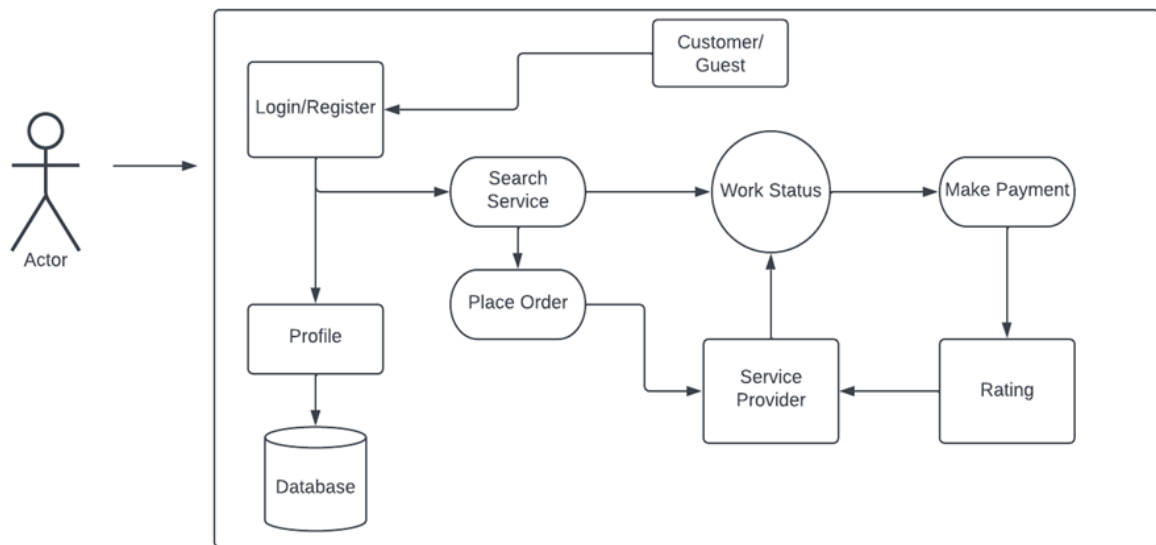 Customer/
Guest
Login/Register
Search
Service
Work Status
Make Payment
Actor
Place Order
Profile
Service
Provider
Rating
Database